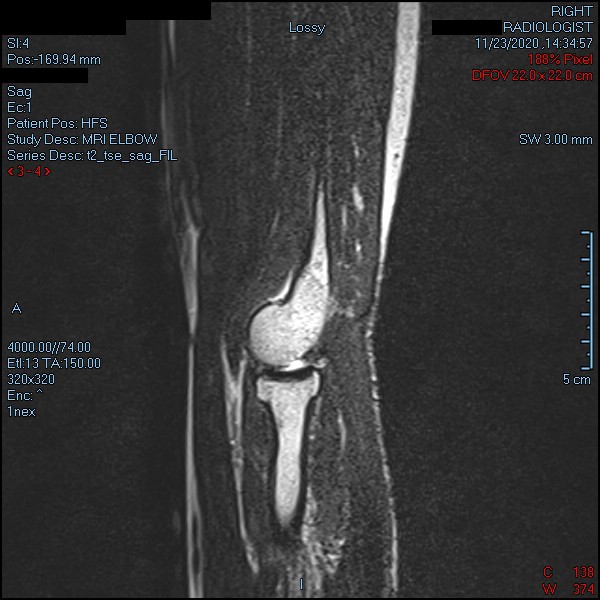 RIGHT
Lossy
RADIOLOGIST
SI:4
11/23/2020 ,14:34:57
Pos:-169.94 mm
188% Pixel
DFOV 22.0 x 22.0 cm
Sag
Ec:1
Patient Pos: HFS
Study Desc: MRI ELBOW
SW 3.00 mm
Series Desc: t2_tse_sag_FIL
< 3 - 4 >
A
4000.00//74.00
Etl:13 TA:150.00
320x320
5 cm
Enc: ^
1nex
I
C 138
W 374